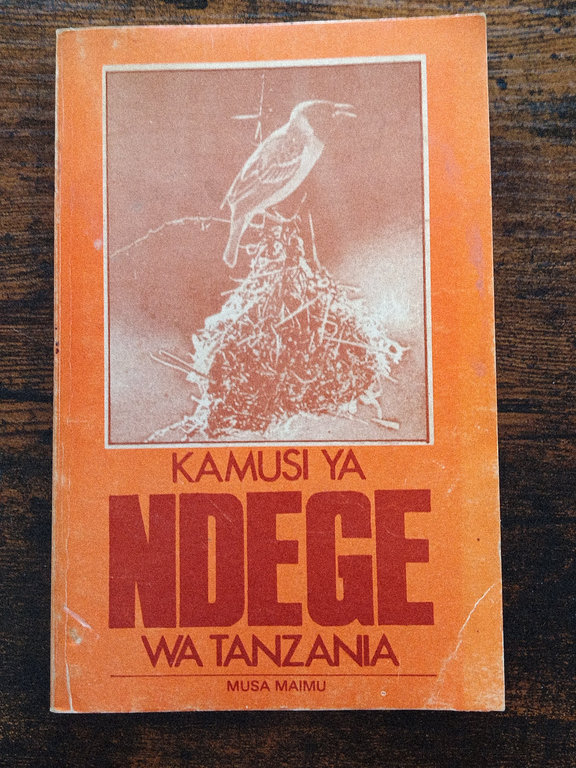 KAMUSI YA
NDEGE
WA TANZANIA
MUSA MAIMU